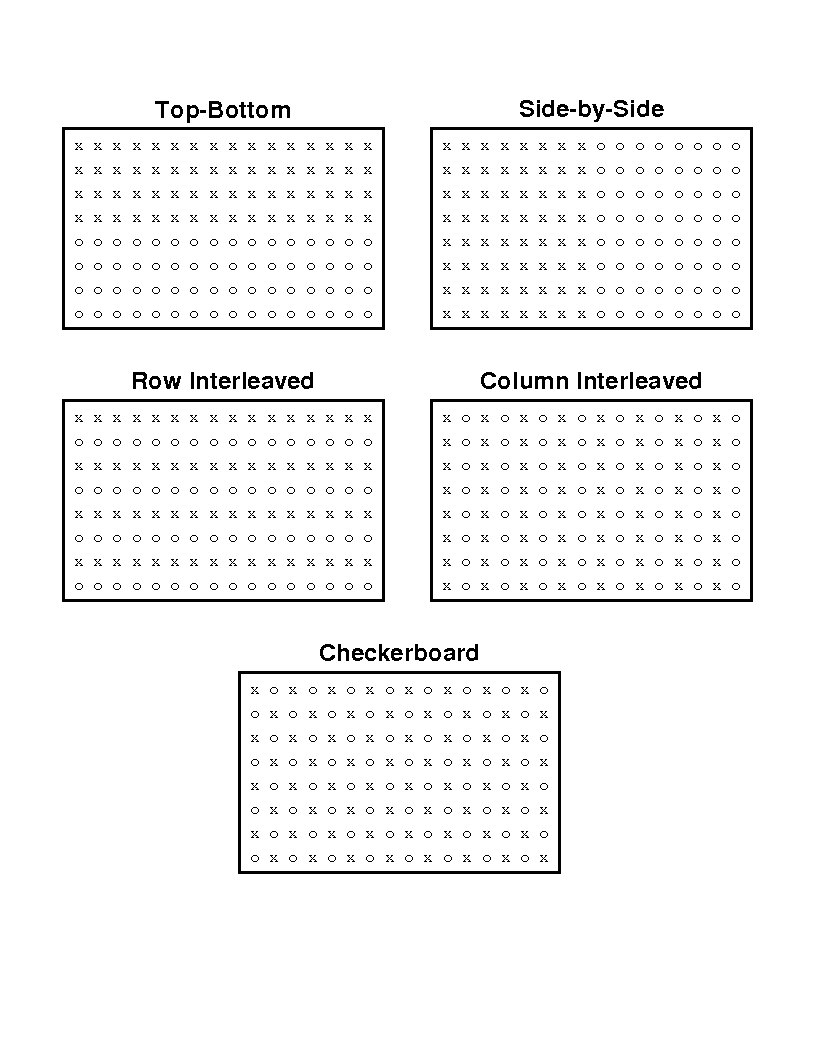 Top-Bottom
x x x x x x x x x x x x x x x x
x x x x x x x x x x x x x x x x
x x x x x x x x x x x x x x x x
x x x x x x x x x x x x x x x x
o o o o o o o o o o o o o o o o
o o o o o o o o o o o o o o o o
o o o o o o o o o o o o o o o o
o o o o o o o o o o o o o o o o
Side-by-Side
x x x x x x x x o o o o o o o o
x x x x x x x x o o o o o o o o
x x x x x x x x o o o o o o o o
x x x x x x x x o o o o o o o o
x x x x x x x x o o o o o o o o
x x x x x x x x o o o o o o o o
x x x x x x x x o o o o o o o o
x x x x x x x x o o o o o o o o
Row Interleaved
x x x x x x x x x x x x x x x x
o o o o o o o o o o o o o o o o
x x x x x x x x x x x x x x x x
o o o o o o o o o o o o o o o o
x x x x x x x x x x x x x x x x
o o o o o o o o o o o o o o o o
x x x x x x x x x x x x x x x x
o o o o o o o o o o o o o o o o
Column Interleaved
x o x o x o x o x o x o x o x o
x o x o x o x o x o x o x o x o
x o x o x o x o x o x o x o x o
x o x o x o x o x o x o x o x o
x o x o x o x o x o x o x o x o
x o x o x o x o x o x o x o x o
x o x o x o x o x o x o x o x o
x o x o x o x o x o x o x o x o
Checkerboard
x o x o x o x o x o x o x o x o
o x o x o x o x o x o x o x o x
x o x o x o x o x o x o x o x o
o x o x o x o x o x o x o x o x
x o x o x o x o x o x o x o x o
o x o x o x o x o x o x o x o x
x o x o x o x o x o x o x o x o
o x o x o x o x o x o x o x o x